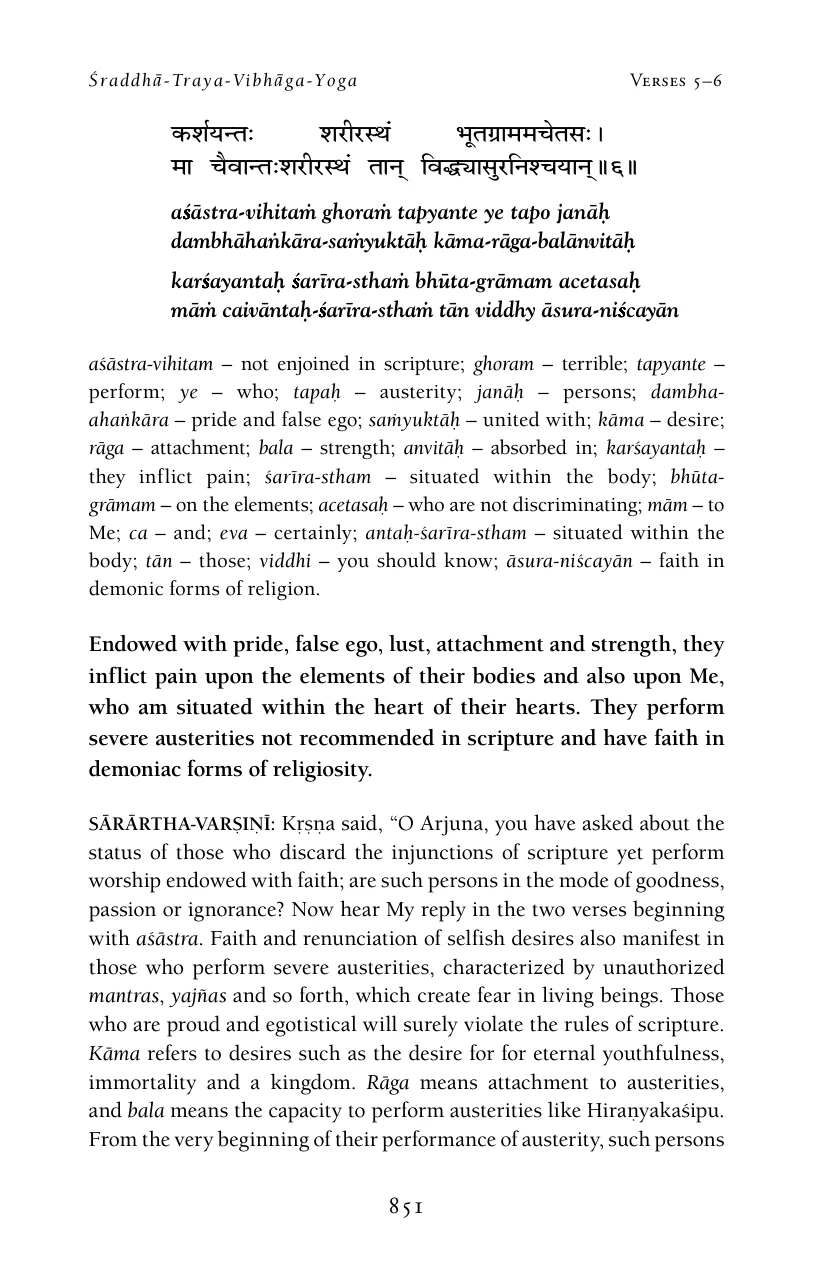 Śraddhā-Traya-Vibhāga-Yoga Verses 5–6
कर्शयन्तः शरीरस्थं भूतग्राममचेतसः।
मा चैवान्तःशरीरस्थं तान् विद्ध्यासुरनिश्चयान्॥६॥
aśāstra-vihitaṁ ghoraṁ tapyante ye tapo janāḥ
dambhāhaṅkāra-saṁyuktāḥ kāma-rāga-balānvitāḥ
karśayantaḥ śarīra-sthaṁ bhūta-grāmam acetasaḥ
māṁ caivāntaḥ-śarīra-sthaṁ tān viddhy āsura-niścayān
aśāstra-vihitam – not enjoined in scripture; ghoram – terrible; tapyante –
perform; ye – who; tapaḥ – austerity; janāḥ – persons; dambha-
ahaṅkāra – pride and false ego; saṁyuktāḥ – united with; kāma – desire;
rāga – attachment; bala – strength; anvitāḥ – absorbed in; karśayantaḥ –
they inflict pain; śarīra-stham – situated within the body; bhūta-
grāmam – on the elements; acetasaḥ – who are not discriminating; mām – to
Me; ca – and; eva – certainly; antaḥ-śarīra-stham – situated within the
body; tān – those; viddhi – you should know; āsura-niścayān – faith in
demonic forms of religion.
Endowed with pride, false ego, lust, attachment and strength, they
inflict pain upon the elements of their bodies and also upon Me,
who am situated within the heart of their hearts. They perform
severe austerities not recommended in scripture and have faith in
demoniac forms of religiosity.
SĀRĀRTHA-VARṢIṆĪ: Kṛṣṇa said, “O Arjuna, you have asked about the
status of those who discard the injunctions of scripture yet perform
worship endowed with faith; are such persons in the mode of goodness,
passion or ignorance? Now hear My reply in the two verses beginning
with aśāstra. Faith and renunciation of selfish desires also manifest in
those who perform severe austerities, characterized by unauthorized
mantras, yajñas and so forth, which create fear in living beings. Those
who are proud and egotistical will surely violate the rules of scripture.
Kāma refers to desires such as the desire for for eternal youthfulness,
immortality and a kingdom. Rāga means attachment to austerities,
and bala means the capacity to perform austerities like Hiraṇyakaśipu.
From the very beginning of their performance of austerity, such persons
851